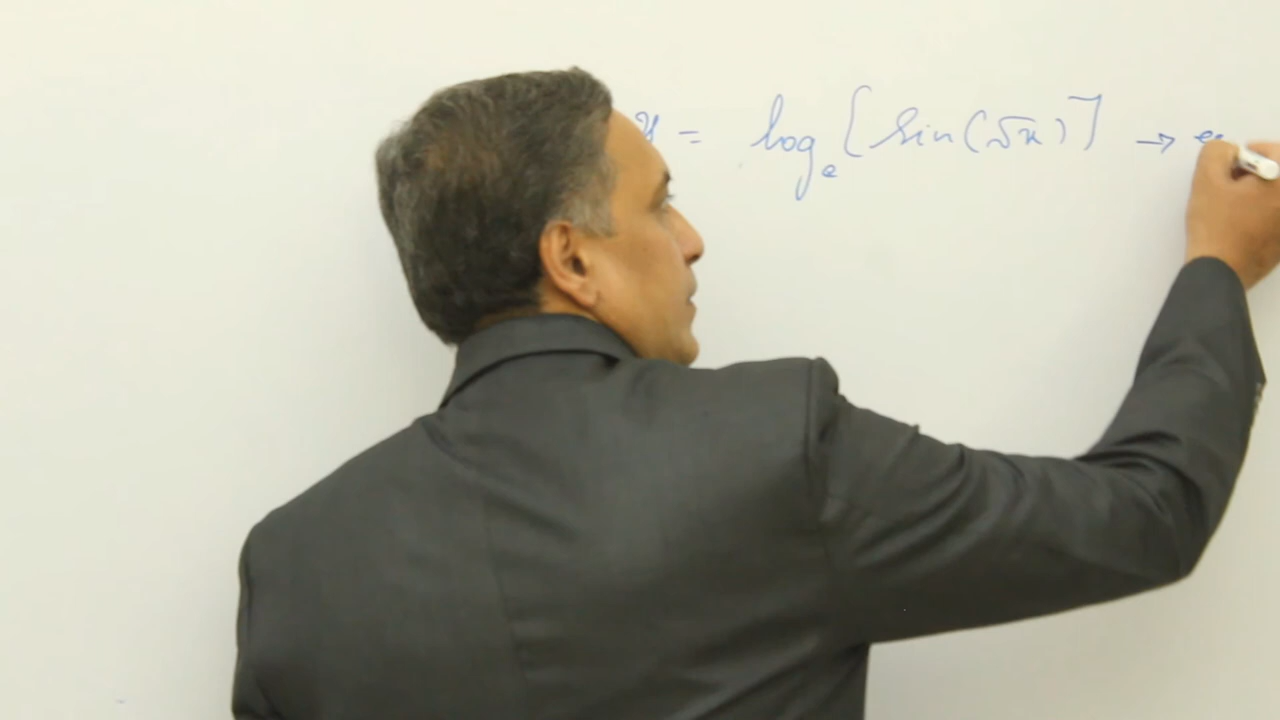 = log_e [sin(√x)] →